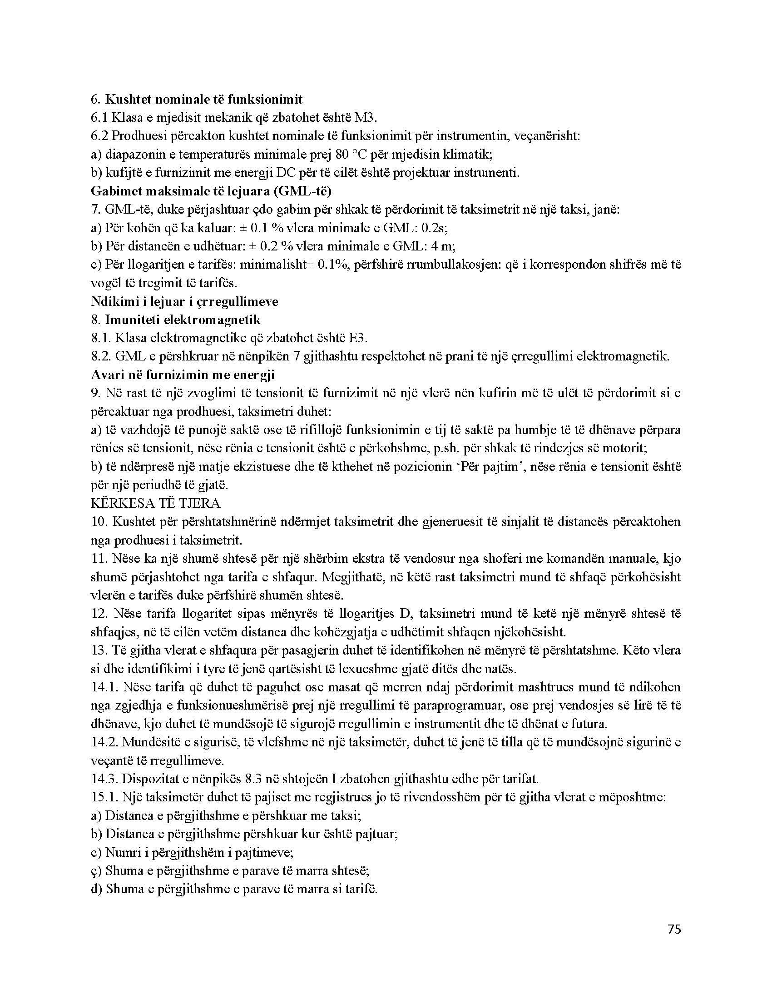 6. Kushtet nominale të funksionimit
6.1 Klasa e mjedisit mekanik që zbatohet është M3.
6.2 Prodhuesi përcakton kushtet nominale të funksionimit për instrumentin, veçanërisht:
a) diapazonin e temperaturës minimale prej 80 °C për mjedisin klimatik;
b) kufijtë e furnizimit me energji DC për të cilët është projektuar instrumenti.
Gabimet maksimale të lejuara (GML-të)
7. GML-të, duke përjashtuar çdo gabim për shkak të përdorimit të taksimetrit në një taksi, janë:
a) Për kohën që ka kaluar: ± 0.1 % vlera minimale e GML: 0.2s;
b) Për distancën e udhëtuar: ± 0.2 % vlera minimale e GML: 4 m;
c) Për llogaritjen e tarifës: minimalisht± 0.1%, përfshirë rrumbullakosjen: që i korrespondon shifrës më të
vogël të tregimit të tarifës.
Ndikimi i lejuar i çrregullimeve
8. Imuniteti elektromagnetik
8.1. Klasa elektromagnetike që zbatohet është E3.
8.2. GML e përshkruar në nënpikën 7 gjithashtu respektohet në prani të një çrregullimi elektromagnetik.
Avari në furnizimin me energji
9. Në rast të një zvoglimi të tensionit të furnizimit në një vlerë nën kufirin më të ulët të përdorimit si e
përcaktuar nga prodhuesi, taksimetri duhet:
a) të vazhdojë të punojë saktë ose të rifillojë funksionimin e tij të saktë pa humbje të të dhënave përpara
rënies së tensionit, nëse rënia e tensionit është e përkohshme, p.sh. për shkak të rindezjes së motorit;
b) të ndërpresë një matje ekzistuese dhe të kthehet në pozicionin ‘Për pajtim’, nëse rënia e tensionit është
për një periudhë të gjatë.
KËRKESA TË TJERA
10. Kushtet për përshtatshmërinë ndërmjet taksimetrit dhe gjeneruesit të sinjalit të distancës përcaktohen
nga prodhuesi i taksimetrit.
11. Nëse ka një shumë shtesë për një shërbim ekstra të vendosur nga shoferi me komandën manuale, kjo
shumë përjashtohet nga tarifa e shfaqur. Megjithatë, në këtë rast taksimetri mund të shfaqë përkohësisht
vlerën e tarifës duke përfshirë shumën shtesë.
12. Nëse tarifa llogaritet sipas mënyrës të llogaritjes D, taksimetri mund të ketë një mënyrë shtesë të
shfaqjes, në të cilën vetëm distanca dhe kohëzgjatja e udhëtimit shfaqen njëkohësisht.
13. Të gjitha vlerat e shfaqura për pasagjerin duhet të identifikohen në mënyrë të përshtatshme. Këto vlera
si dhe identifikimi i tyre të jenë qartësisht të lexueshme gjatë ditës dhe natës.
14.1. Nëse tarifa që duhet të paguhet ose masat që merren ndaj përdorimit mashtrues mund të ndikohen
nga zgjedhja e funksionueshmërisë prej një rregullimi të paraprogramuar, ose prej vendosjes së lirë të të
dhënave, kjo duhet të mundësojë të sigurojë rregullimin e instrumentit dhe të dhënat e futura.
14.2. Mundësitë e sigurisë, të vlefshme në një taksimetër, duhet të jenë të tilla që të mundësojnë sigurinë e
veçantë të rregullimeve.
14.3. Dispozitat e nënpikës 8.3 në shtojcën I zbatohen gjithashtu edhe për tarifat.
15.1. Një taksimetër duhet të pajiset me regjistrues jo të rivendosshëm për të gjitha vlerat e mëposhtme:
a) Distanca e përgjithshme e përshkuar me taksi;
b) Distanca e përgjithshme përshkuar kur është pajtuar;
c) Numri i përgjithshëm i pajtimeve;
ç) Shuma e përgjithshme e parave të marra shtesë;
d) Shuma e përgjithshme e parave të marra si tarifë.
75